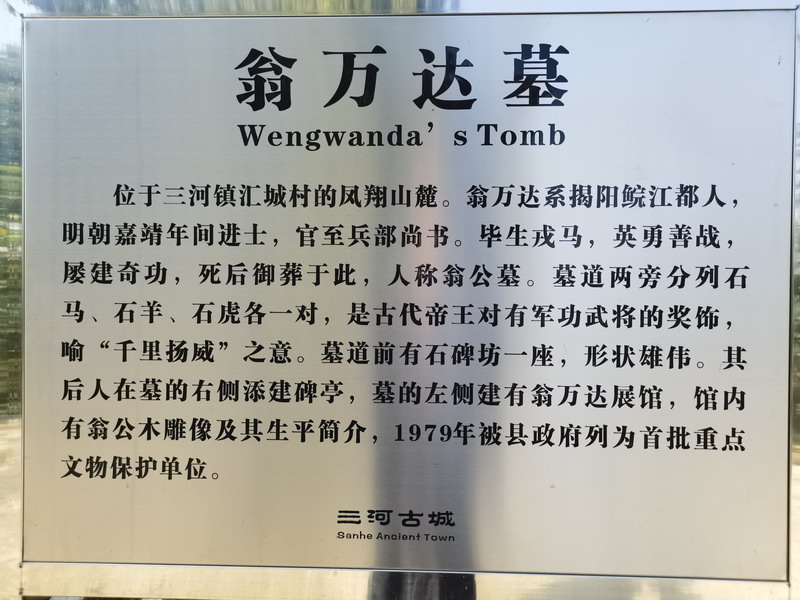 翁万达墓
Wengwanda's Tomb
位于三河镇汇城村的凤翔山麓。翁万达系揭阳鮀江都人，
明朝嘉靖年间进士，官至兵部尚书。毕生戎马，英勇善战，
屡建奇功，死后御葬于此，人称翁公墓。墓道两旁分列石
马、石羊、石虎各一对，是古代帝王对有军功武将的奖饰，
喻“千里扬威”之意。墓道前有石碑坊一座，形状雄伟。其
后人在墓的右侧添建碑亭，墓的左侧建有翁万达展馆，馆内
有翁公木雕像及其生平简介，1979年被县政府列为首批重点
文物保护单位。
三河古城
Sanhe Ancient Town